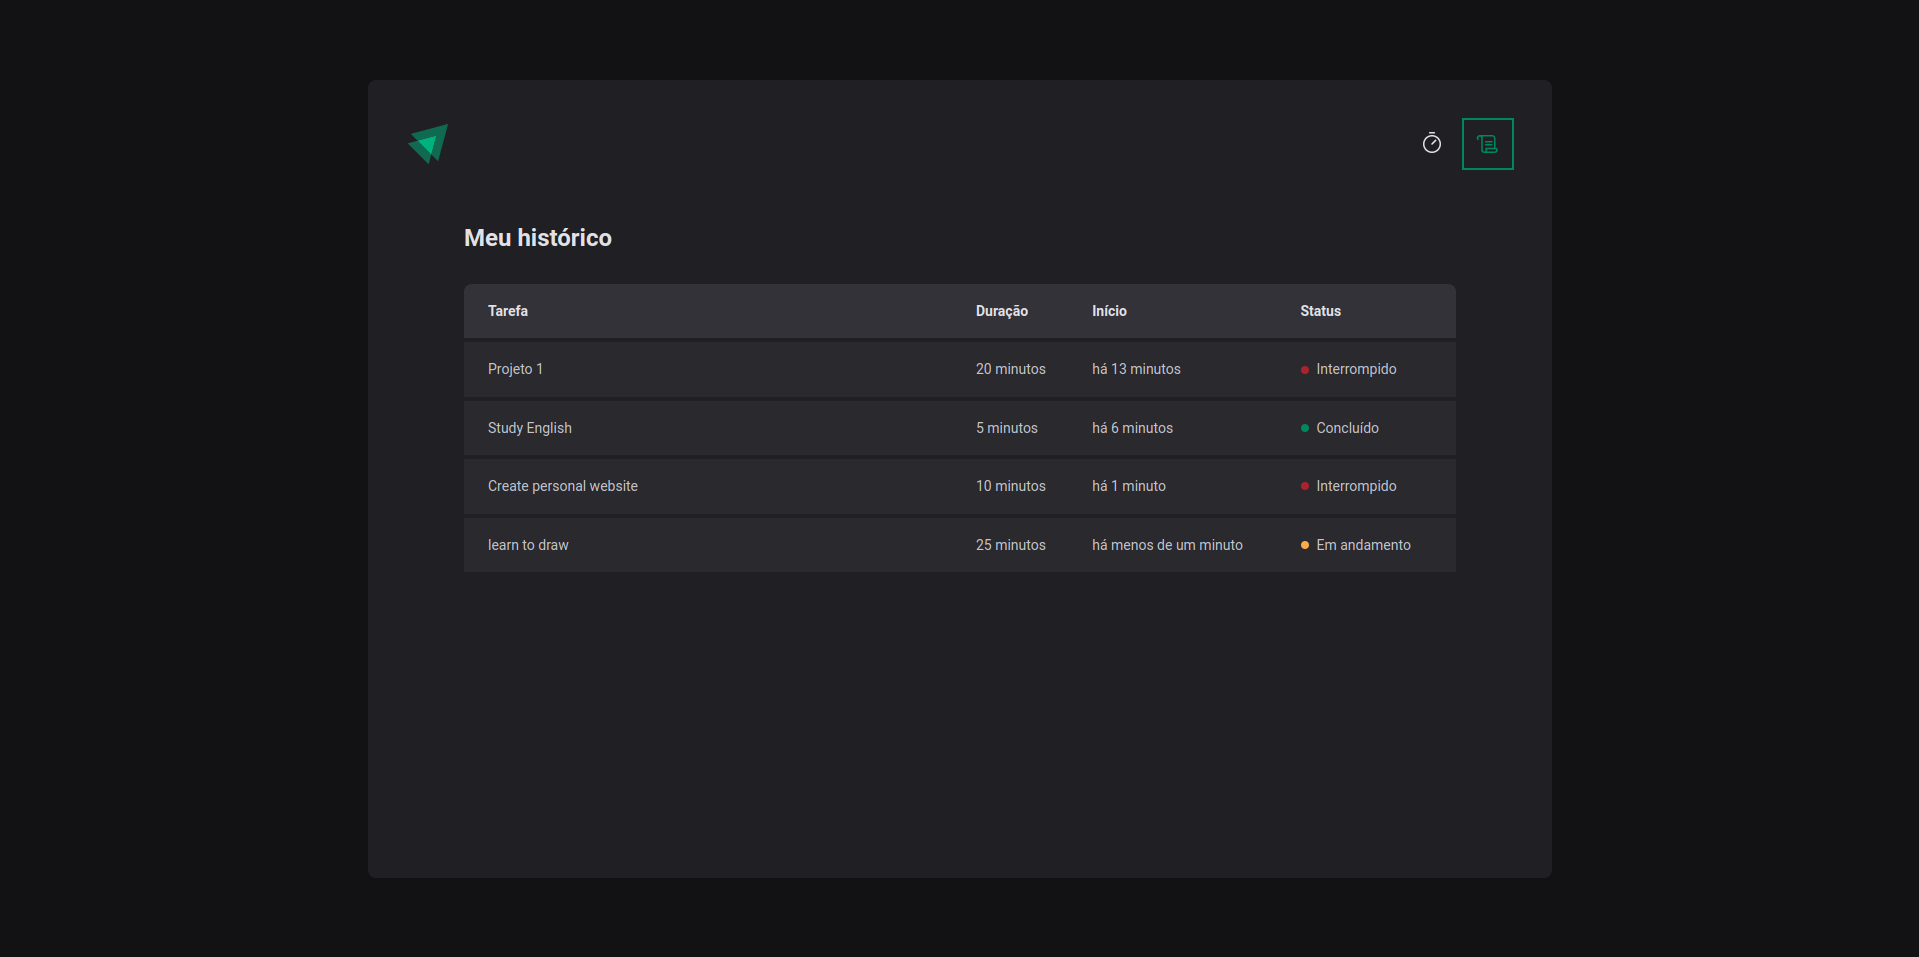 Meu histórico
Tarefa Duração Início Status
Projeto 1 20 minutos há 13 minutos Interrompido
Study English 5 minutos há 6 minutos Concluído
Create personal website 10 minutos há 1 minuto Interrompido
learn to draw 25 minutos há menos de um minuto Em andamento